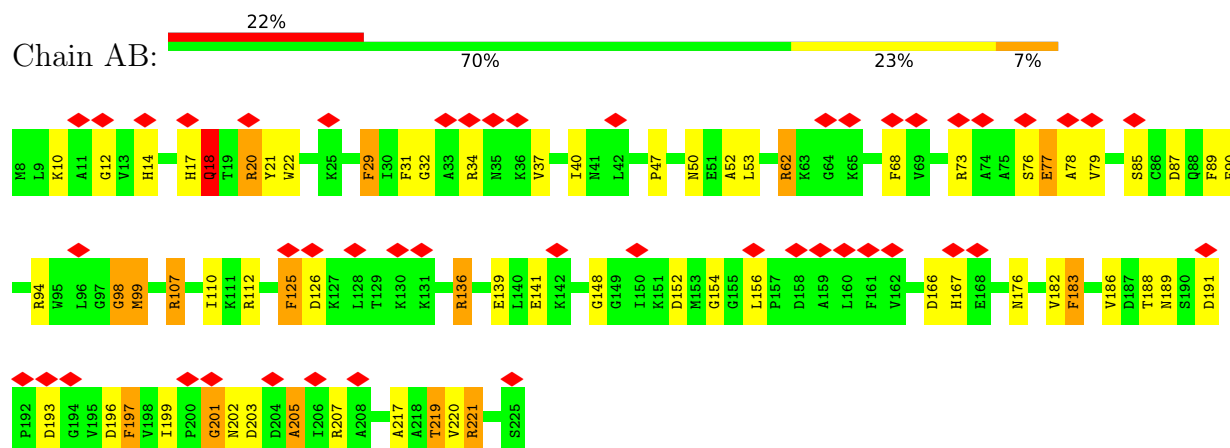 22%
Chain AB:
70% 23% 7%
M8 L9 K10 A11 G12 V13 H14 H17 Q18 T19 R20 Y21 W22 K25 F29 I30 F31 G32 A33 R34 N35 K36 V37 I40 N41 L42 P47 N50 E51 A52 L53 R62 K63 G64 K65 F68 V69 R73 A74 A75 S76 E77 A78 V79 S85 C86 D87 Q88 F89
R94 W95 L96 G97 G98 M99 R107 I110 K111 R112 F125 D126 K127 L128 T129 K130 K131 R136 E139 L140 E141 K142 G148 G149 I150 K151 D152 M153 G154 G155 L156 P157 D158 A159 L160 F161 V162 D166 H167 E168 N176 V182 F183 V186 D187 T188 N189 S190 D191
P192 D193 G194 V195 D196 F197 V198 I199 P200 G201 N202 D203 D204 A205 I206 R207 A208 A217 A218 T219 V220 R221 S225